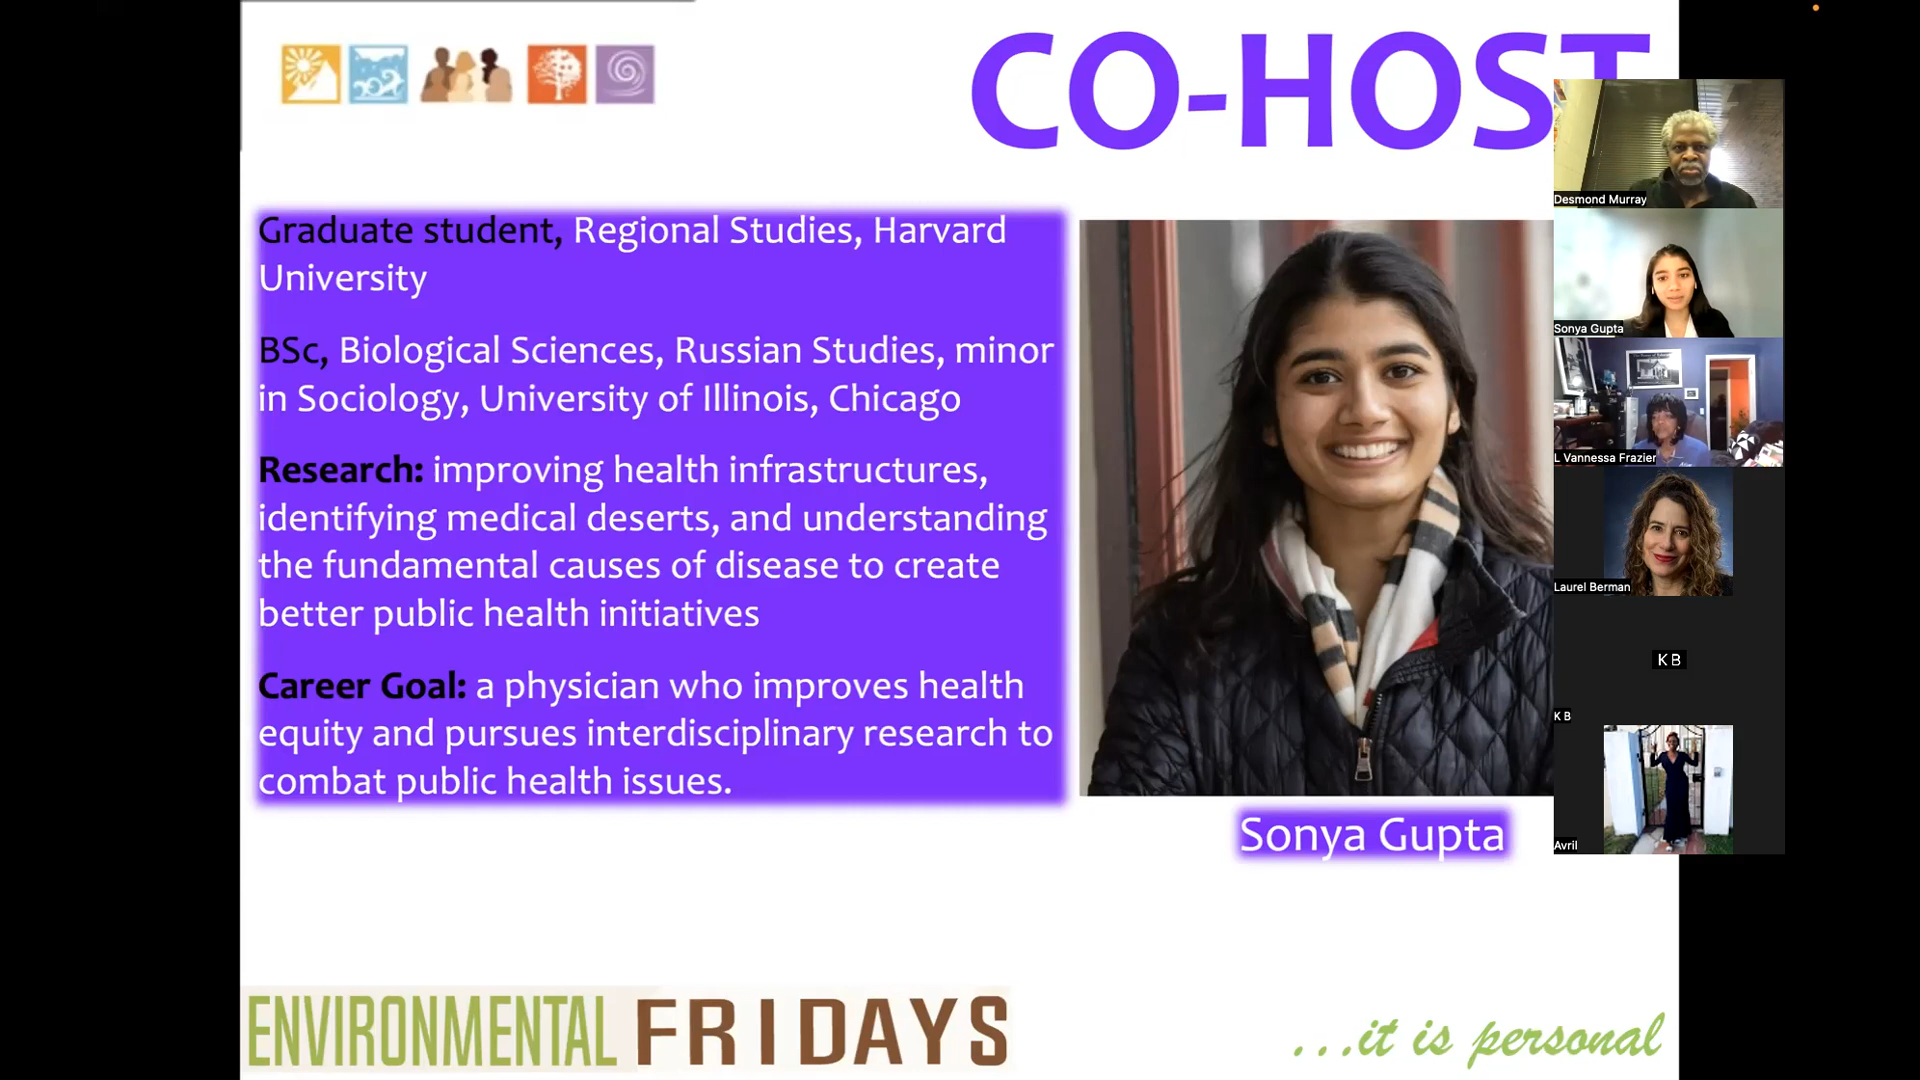 CO-HOST
Graduate student, Regional Studies, Harvard
University
BSc, Biological Sciences, Russian Studies, minor
in Sociology, University of Illinois, Chicago
Research: improving health infrastructures,
identifying medical deserts, and understanding
the fundamental causes of disease to create
better public health initiatives
Career Goal: a physician who improves health
equity and pursues interdisciplinary research to
combat public health issues.
Sonya Gupta
Desmond Murray
Sonya Gupta
L Vannessa Frazier
Laurel Berman
K B
K B
Avril
ENVIRONMENTAL FRIDAYS
...it is personal